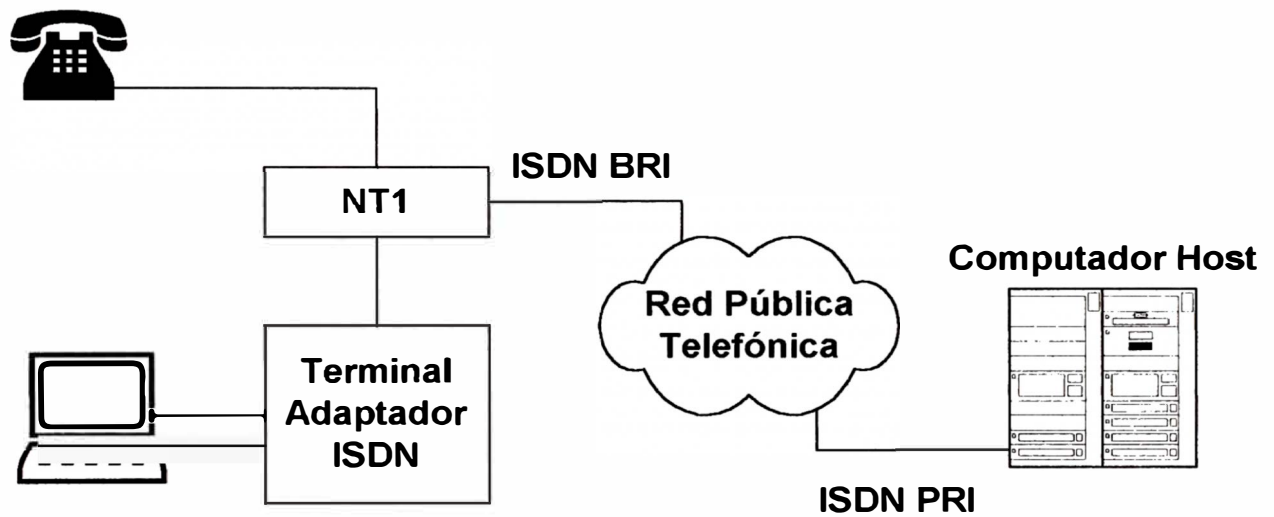 ISDN BRI
NT1
Computador Host
Red Pública
Telefónica
Terminal
Adaptador
ISDN
ISDN PRI